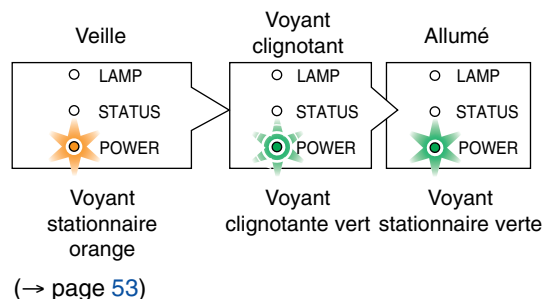 Veille
LAMP
STATUS
POWER
Voyant
stationnaire
orange
Voyant
clignotant
LAMP
STATUS
POWER
Voyant
clignotante vert
Allumé
LAMP
STATUS
POWER
Voyant
stationnaire verte
(→ page 53)